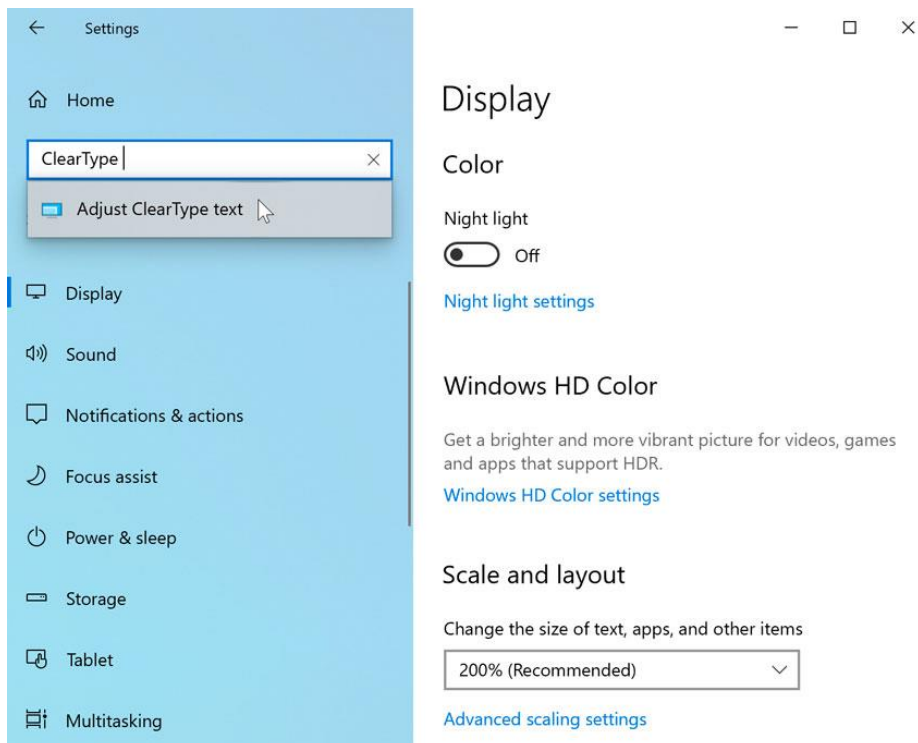 Settings
Home
ClearType
Adjust ClearType text
Display
Sound
Notifications & actions
Focus assist
Power & sleep
Storage
Tablet
Multitasking
Display
Color
Night light
Off
Night light settings
Windows HD Color
Get a brighter and more vibrant picture for videos, games
and apps that support HDR.
Windows HD Color settings
Scale and layout
Change the size of text, apps, and other items
200% (Recommended)
Advanced scaling settings